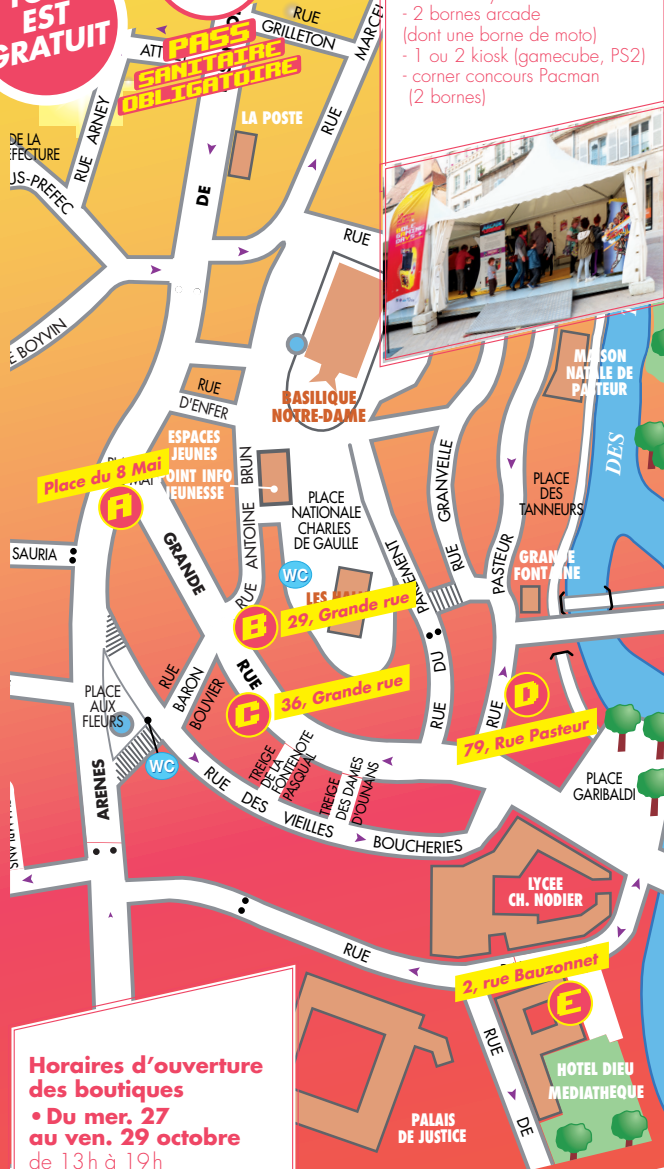 EST
GRATUIT
PASS
SANITAIRE
OBLIGATOIRE
- 2 bornes arcade
(dont une borne de moto)
- 1 ou 2 kiosk (gamecube, PS2)
- corner concours Pacman
(2 bornes)
RUE
GRILLETON
RUE
LA POSTE
DE LA
RUE ARNEY
DE
RUE
BOYVIN
RUE
D'ENFER
BASILIQUE
NOTRE-DAME
MAISON
NATALE DE
PASTEUR
DES
ESPACES
JEUNES
POINT INFO
JEUNESSE
Place du 8 Mai
A
RUE ANTOINE BRUN
PLACE
NATIONALE
CHARLES
DE GAULLE
RUE GRANVELLE
PLACE
DES
TANNEURS
SAURIA
GRANDE
RUE
WC
GRANDE
FONTAINE
B
29, Grande rue
RUE DU PARLEMENT
RUE PASTEUR
RUE
BARON
BOUVIER
C
36, Grande rue
D
79, Rue Pasteur
PLACE
AUX
FLEURS
WC
ARENES
TREIGE
DE LA
FONTENOTE
PASQUAL
TREIGE
DES DAMES
D'OUNANS
RUE DES VIEILLES BOUCHERIES
PLACE
GARIBALDI
LYCEE
CH. NODIER
RUE
2, rue Bauzonnet
E
RUE
DE
HOTEL DIEU
MEDIATHEQUE
PALAIS
DE JUSTICE
Horaires d'ouverture
des boutiques
• Du mer. 27
au ven. 29 octobre
de 13h à 19h